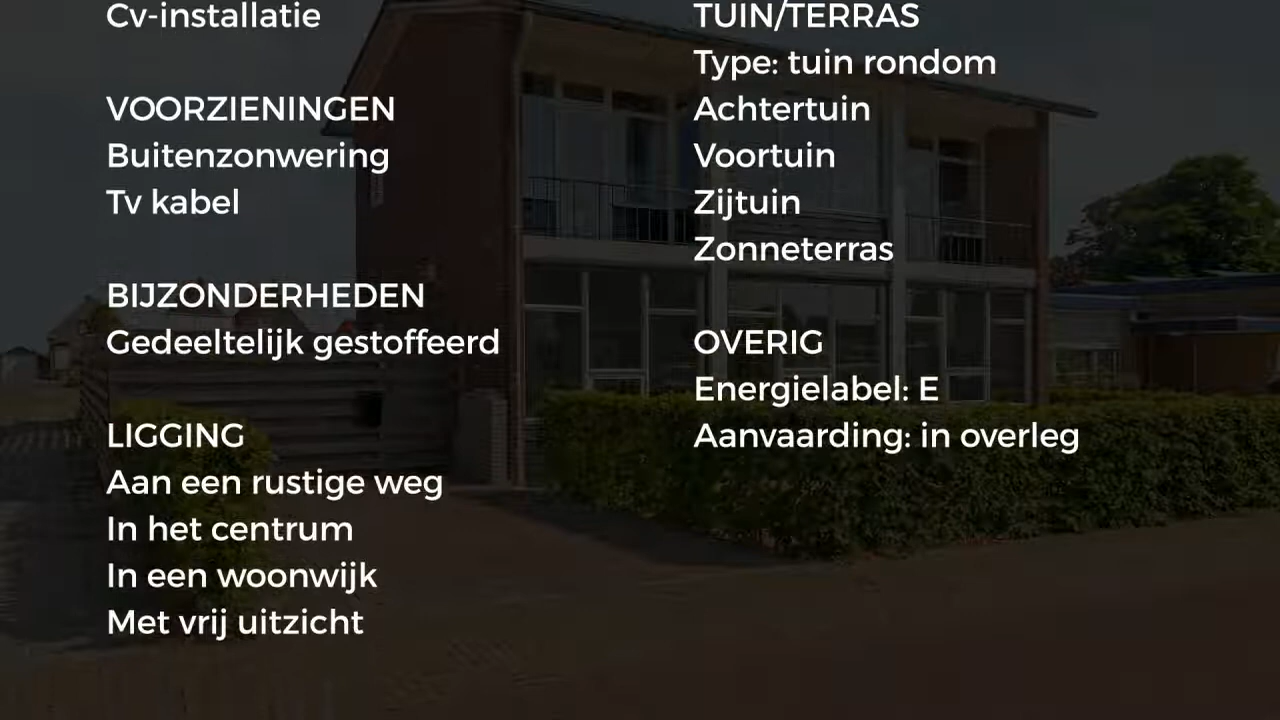 Cv-installatie

VOORZIENINGEN
Buitenzonwering
Tv kabel

BIJZONDERHEDEN
Gedeeltelijk gestoffeerd

LIGGING
Aan een rustige weg
In het centrum
In een woonwijk
Met vrij uitzicht

TUIN/TERRAS
Type: tuin rondom
Achtertuin
Voortuin
Zijtuin
Zonneterras

OVERIG
Energielabel: E
Aanvaarding: in overleg